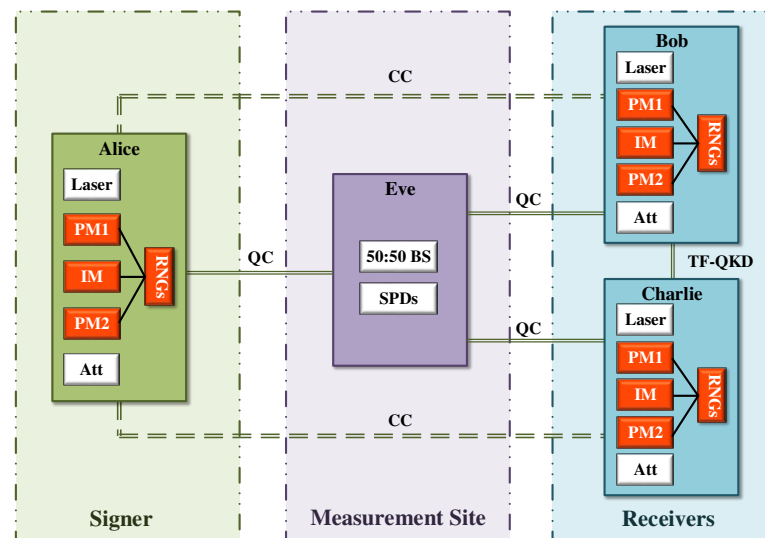 CC
Alice
Laser
PM1
IM
PM2
RNGs
Att
QC
Eve
50:50 BS
SPDs
QC
QC
CC
Bob
Laser
PM1
IM
PM2
RNGs
Att
TF-QKD
Charlie
Laser
PM1
IM
PM2
RNGs
Att
Signer
Measurement Site
Receivers